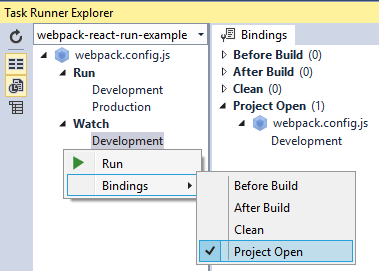 Task Runner Explorer
webpack-react-run-example
webpack.config.js
Run
Development
Production
Watch
Development
Run
Bindings
Before Build
After Build
Clean
Project Open
Bindings
Before Build (0)
After Build (0)
Clean (0)
Project Open (1)
webpack.config.js
Development